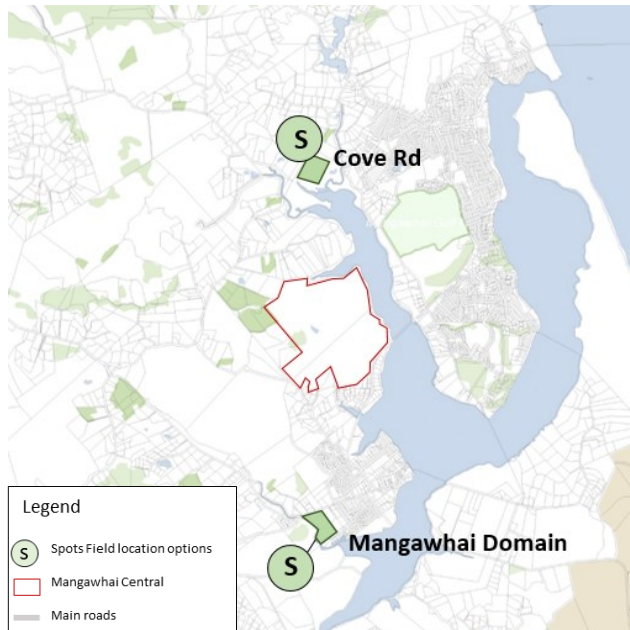 S
Cove Rd
Mangawhai Domain
S
Legend
S Spots Field location options
Mangawhai Central
Main roads